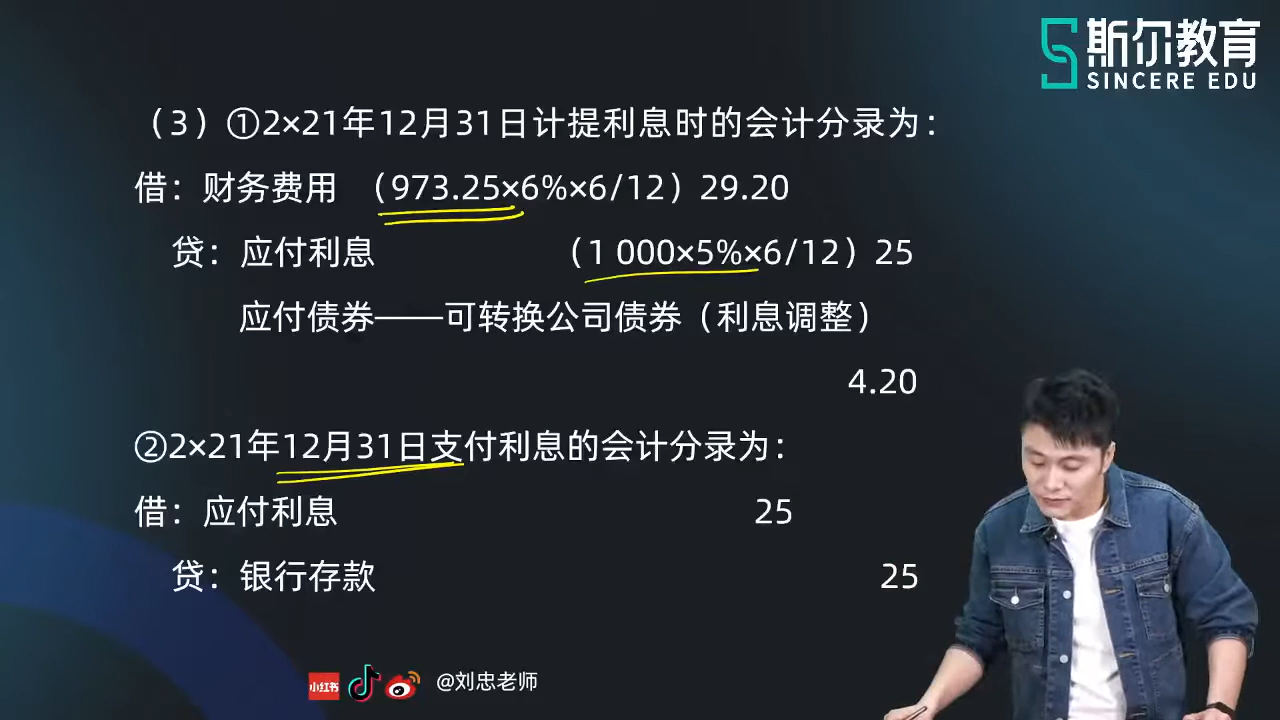 斯尔教育
SINCERE EDU
（3）①2×21年12月31日计提利息时的会计分录为：
借：财务费用 （973.25×6%×6/12）29.20
贷：应付利息 （1 000×5%×6/12）25
应付债券——可转换公司债券（利息调整）
4.20
②2×21年12月31日支付利息的会计分录为：
借：应付利息 25
贷：银行存款 25
小红书 @刘忠老师